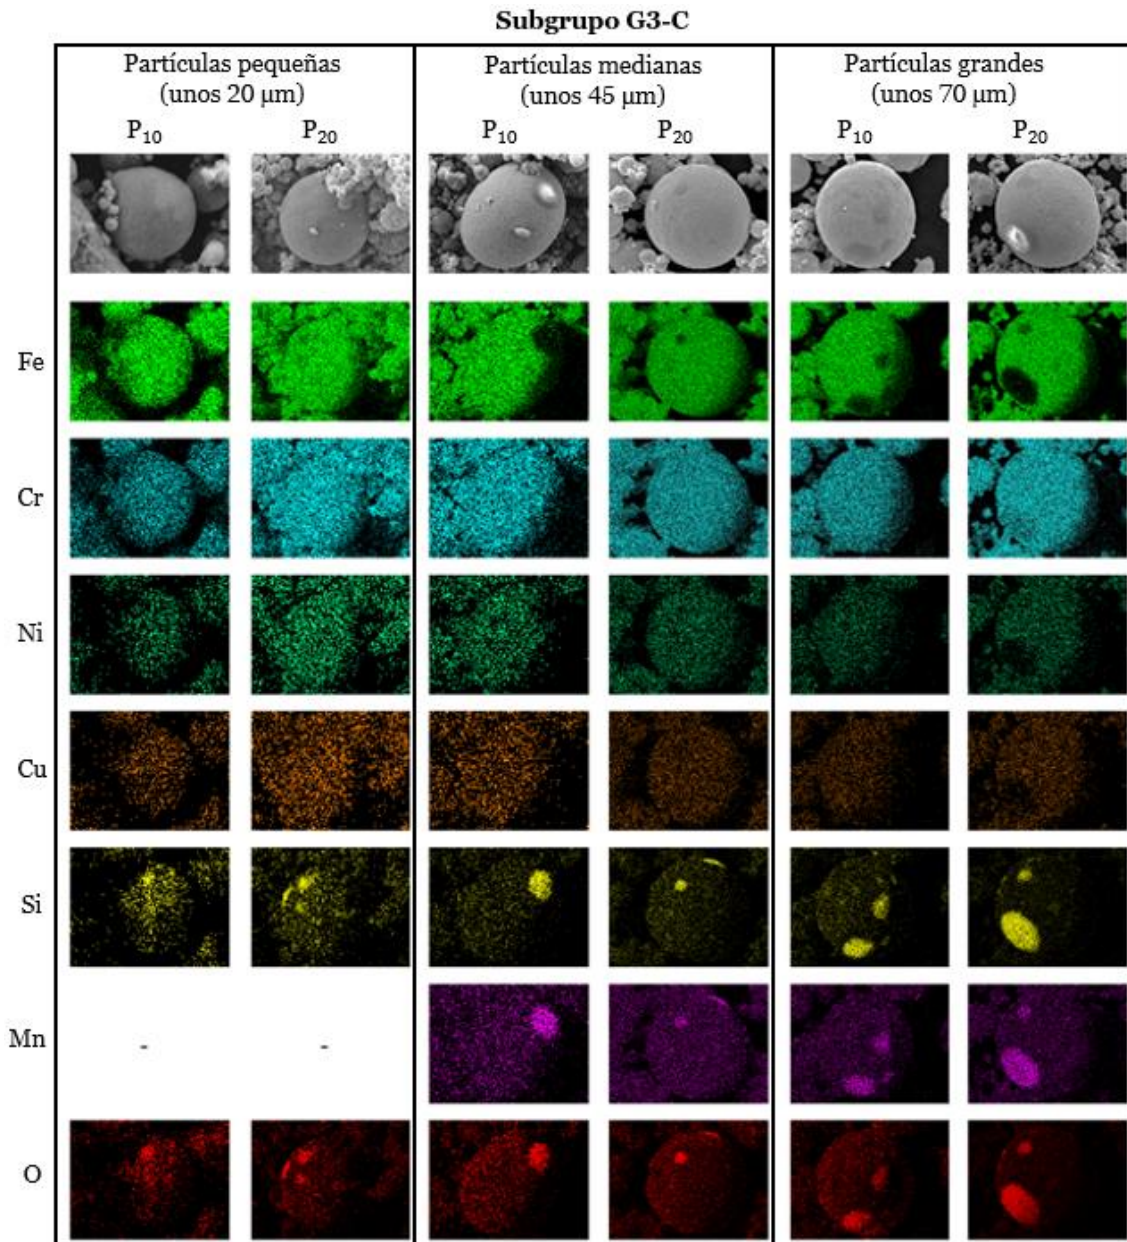 Subgrupo G3-C
Partículas pequeñas Partículas medianas Partículas grandes
(unos 20 µm) (unos 45 µm) (unos 70 µm)
P₁₀ P₂₀ P₁₀ P₂₀ P₁₀ P₂₀
Fe
Cr
Ni
Cu
Si
Mn - -
O